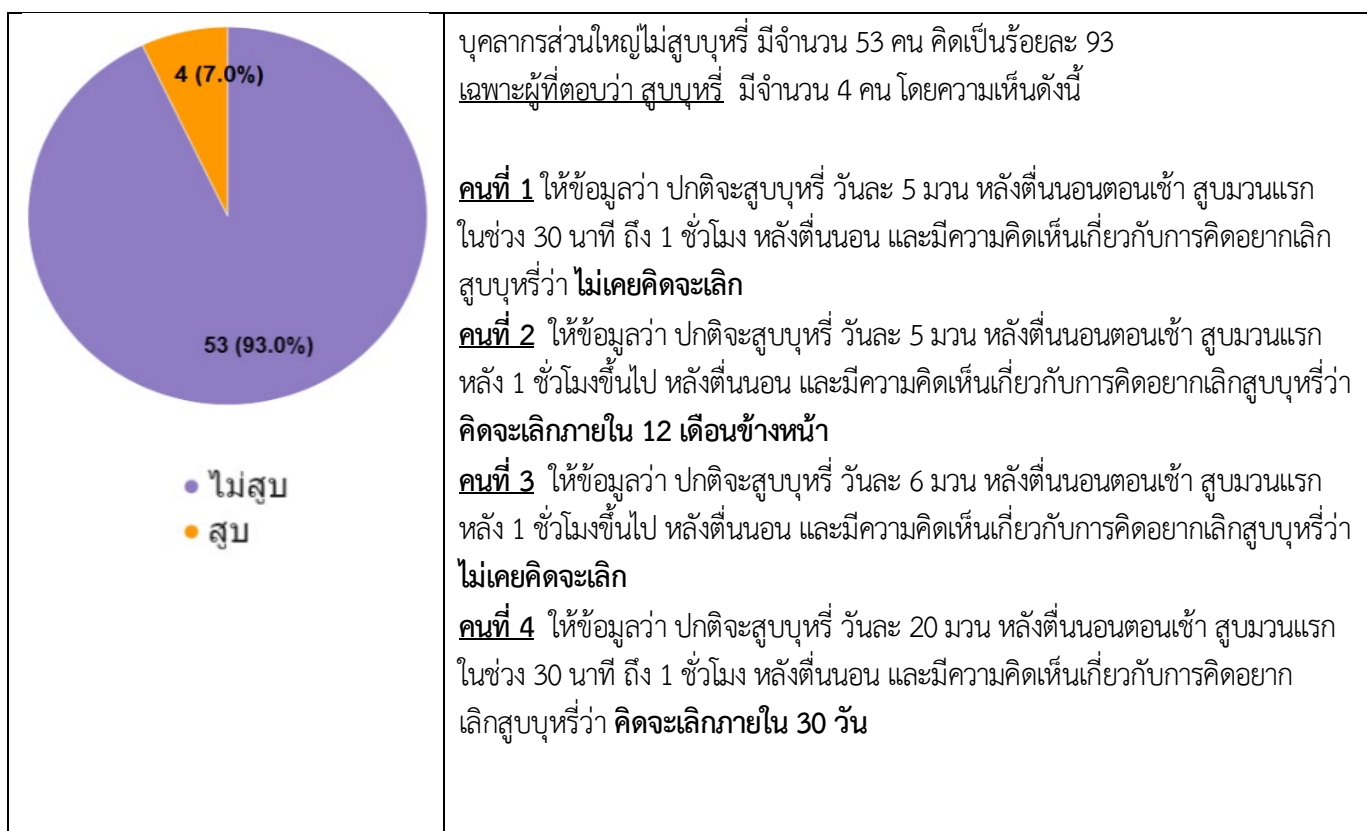 4 (7.0%)
53 (93.0%)
ไม่สูบ
สูบ
บุคลากรส่วนใหญ่ไม่สูบบุหรี่ มีจำนวน 53 คน คิดเป็นร้อยละ 93
เฉพาะผู้ที่ตอบว่า สูบบุหรี่ มีจำนวน 4 คน โดยความเห็นดังนี้
คนที่ 1 ให้ข้อมูลว่า ปกติจะสูบบุหรี่ วันละ 5 มวน หลังตื่นนอนตอนเช้า สูบมวนแรก
ในช่วง 30 นาที ถึง 1 ชั่วโมง หลังตื่นนอน และมีความคิดเห็นเกี่ยวกับการคิดอยากเลิก
สูบบุหรี่ว่า ไม่เคยคิดจะเลิก
คนที่ 2 ให้ข้อมูลว่า ปกติจะสูบบุหรี่ วันละ 5 มวน หลังตื่นนอนตอนเช้า สูบมวนแรก
หลัง 1 ชั่วโมงขึ้นไป หลังตื่นนอน และมีความคิดเห็นเกี่ยวกับการคิดอยากเลิกสูบบุหรี่ว่า
คิดจะเลิกภายใน 12 เดือนข้างหน้า
คนที่ 3 ให้ข้อมูลว่า ปกติจะสูบบุหรี่ วันละ 6 มวน หลังตื่นนอนตอนเช้า สูบมวนแรก
หลัง 1 ชั่วโมงขึ้นไป หลังตื่นนอน และมีความคิดเห็นเกี่ยวกับการคิดอยากเลิกสูบบุหรี่ว่า
ไม่เคยคิดจะเลิก
คนที่ 4 ให้ข้อมูลว่า ปกติจะสูบบุหรี่ วันละ 20 มวน หลังตื่นนอนตอนเช้า สูบมวนแรก
ในช่วง 30 นาที ถึง 1 ชั่วโมง หลังตื่นนอน และมีความคิดเห็นเกี่ยวกับการคิดอยาก
เลิกสูบบุหรี่ว่า คิดจะเลิกภายใน 30 วัน